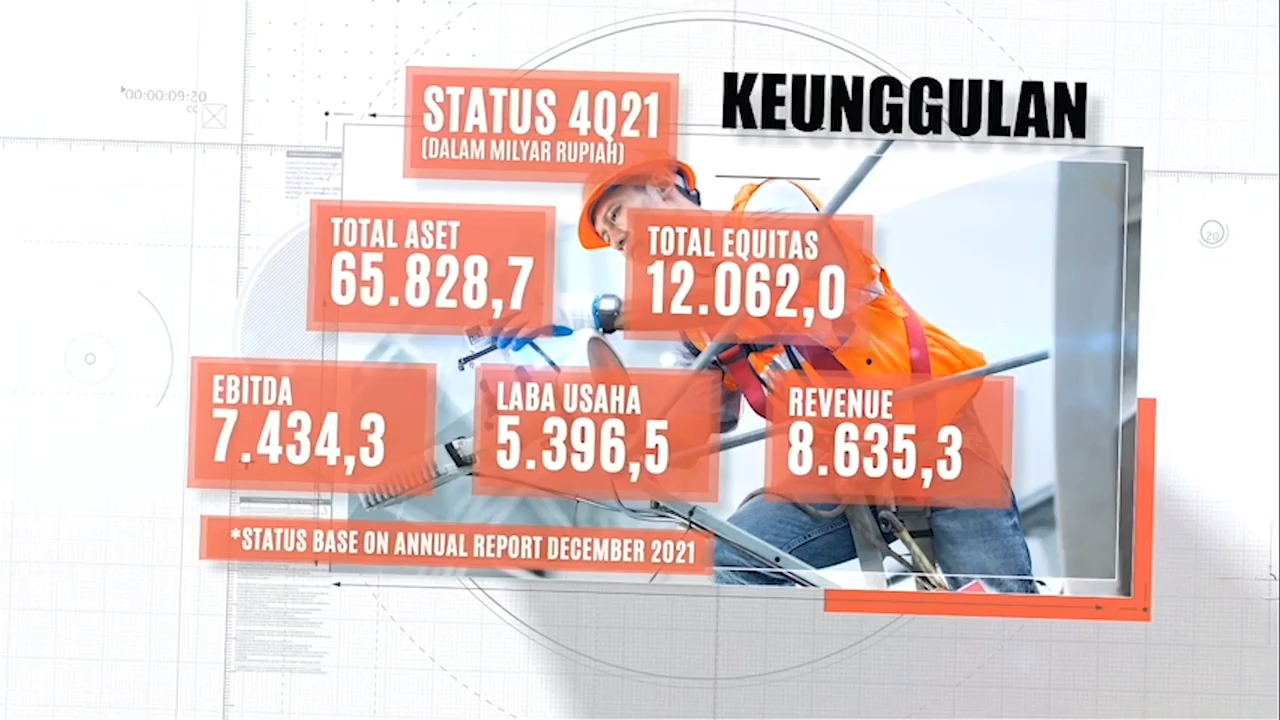 00:00:09:20
STATUS 4Q21
(DALAM MILYAR RUPIAH)
KEUNGGULAN
TOTAL ASET
65.828,7
TOTAL EQUITAS
12.062,0
20
EBITDA
7.434,3
LABA USAHA
5.396,5
REVENUE
8.635,3
*STATUS BASE ON ANNUAL REPORT DECEMBER 2021